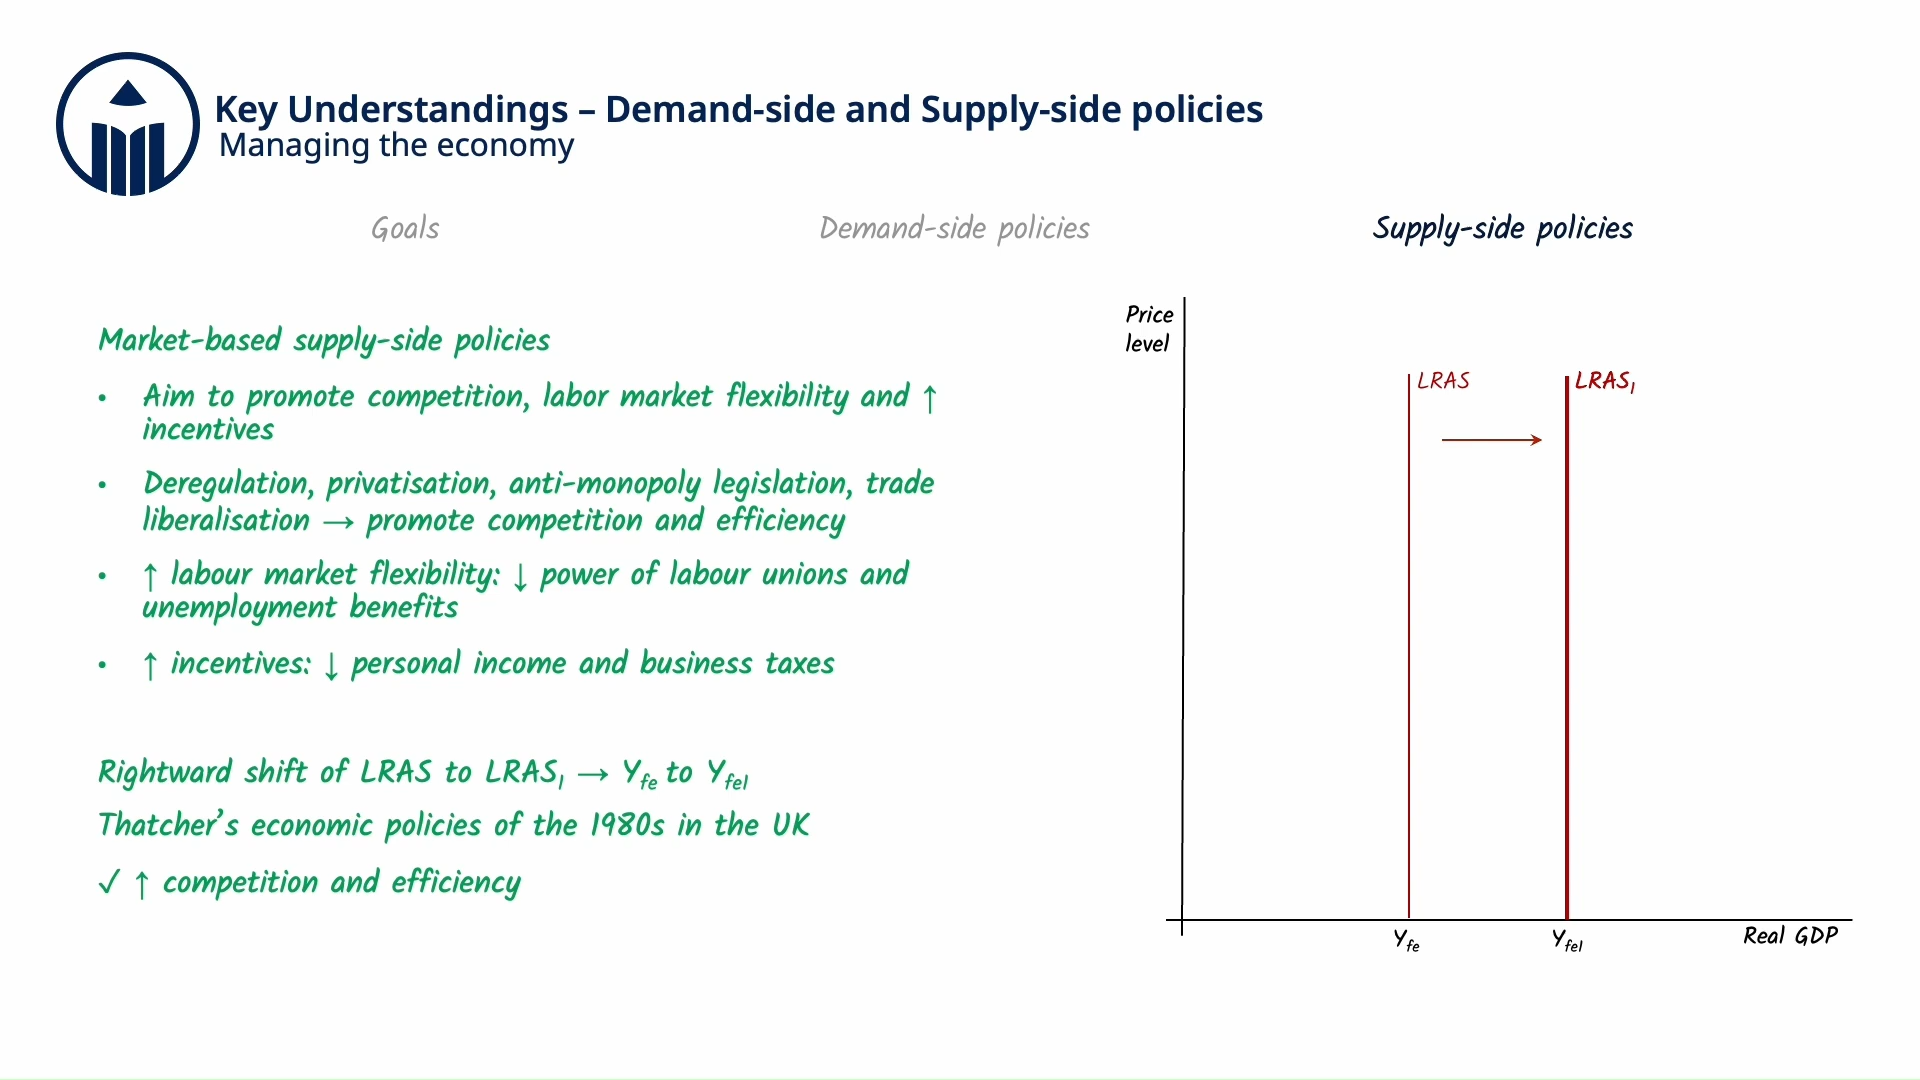 Key Understandings – Demand-side and Supply-side policies
Managing the economy
Goals
Demand-side policies
Supply-side policies
Market-based supply-side policies
• Aim to promote competition, labor market flexibility and ↑
incentives
• Deregulation, privatisation, anti-monopoly legislation, trade
liberalisation → promote competition and efficiency
• ↑ labour market flexibility: ↓ power of labour unions and
unemployment benefits
• ↑ incentives: ↓ personal income and business taxes
Rightward shift of LRAS to LRAS₁ → Yfe to Yfe1
Thatcher's economic policies of the 1980s in the UK
✓ ↑ competition and efficiency
Price
level
LRAS
LRAS₁
Yfe
Yfe1
Real GDP